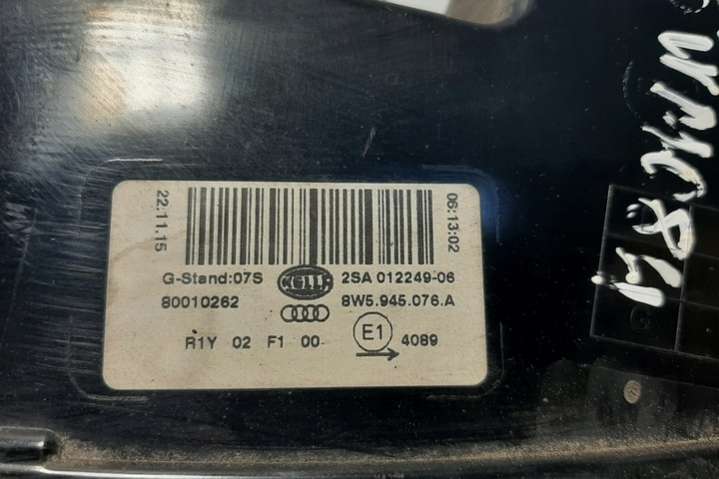 22.11.15
06:13:02
G-Stand:07S HELLA 2SA 012249-06
80010262 8W5.945.076.A
R1Y 02 F1 00 E1 4089